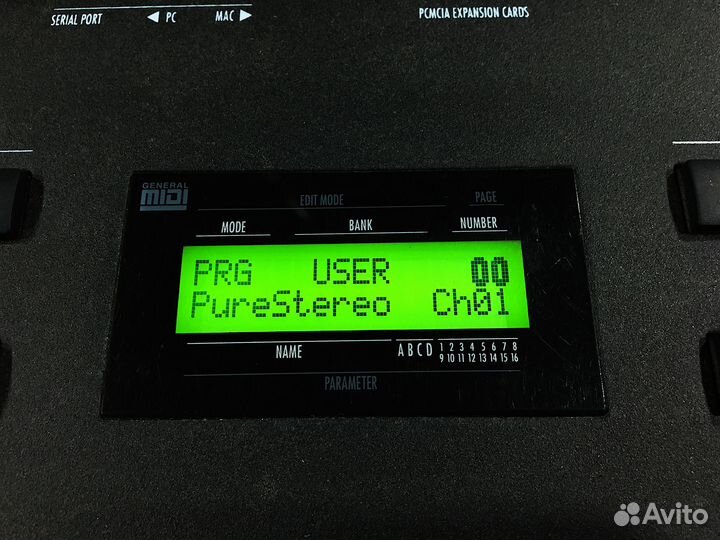 SERIAL PORT ◀ PC MAC ▶ PCMCIA EXPANSION CARDS
GENERAL
MIDI
EDIT MODE PAGE
MODE BANK NUMBER
PRG USER 00
PureStereo Ch01
NAME A B C D 1 2 3 4 5 6 7 8
9 10 11 12 13 14 15 16
PARAMETER
Avito